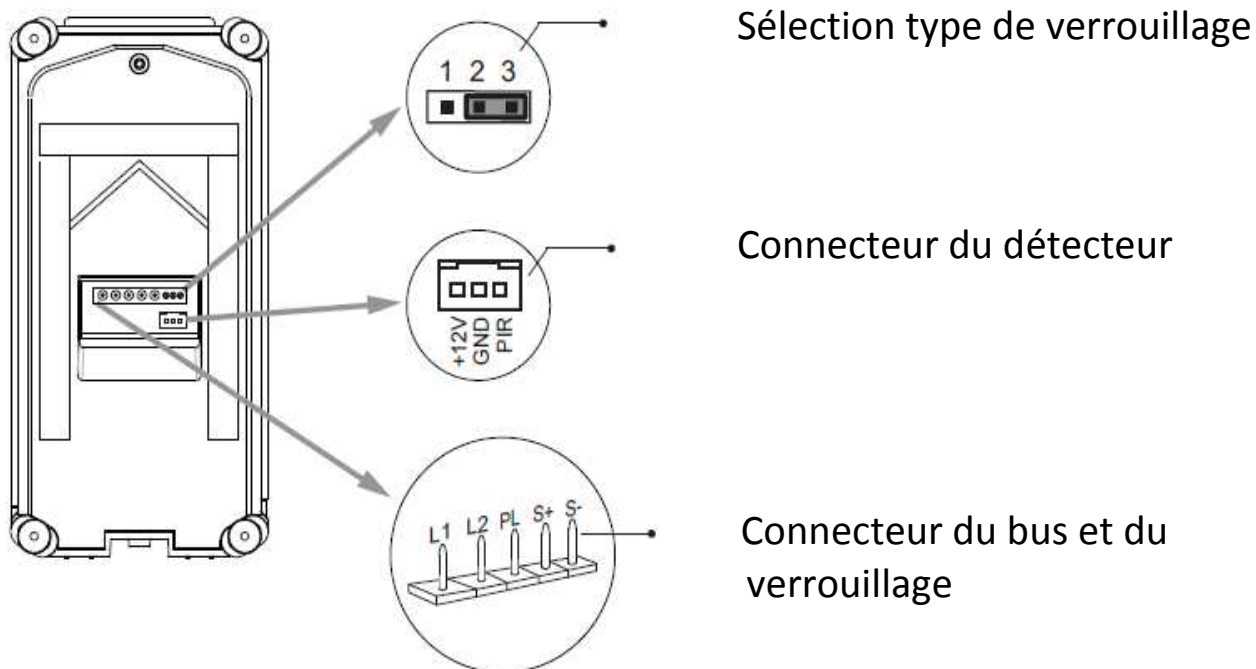 Sélection type de verrouillage
1 2 3
Connecteur du détecteur
+12V
GND
PIR
L1 L2 PL S+ S-
Connecteur du bus et du
verrouillage